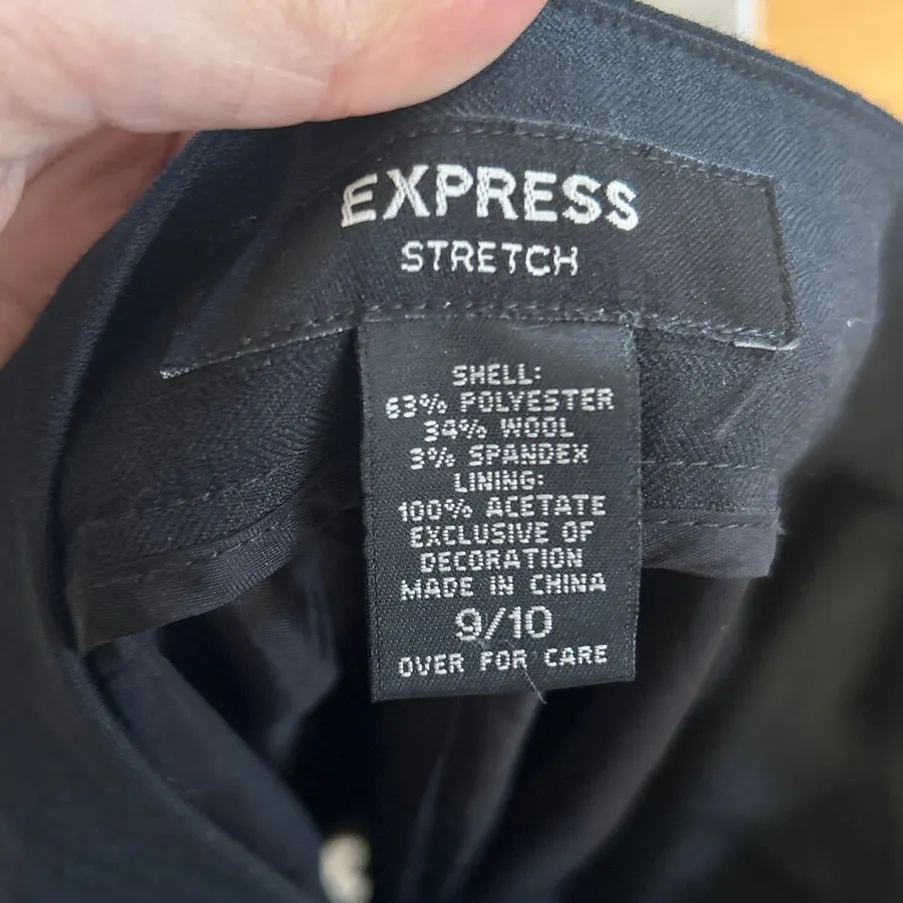 EXPRESS
STRETCH
SHELL:
63% POLYESTER
34% WOOL
3% SPANDEX
LINING:
100% ACETATE
EXCLUSIVE OF
DECORATION
MADE IN CHINA
9/10
OVER FOR CARE